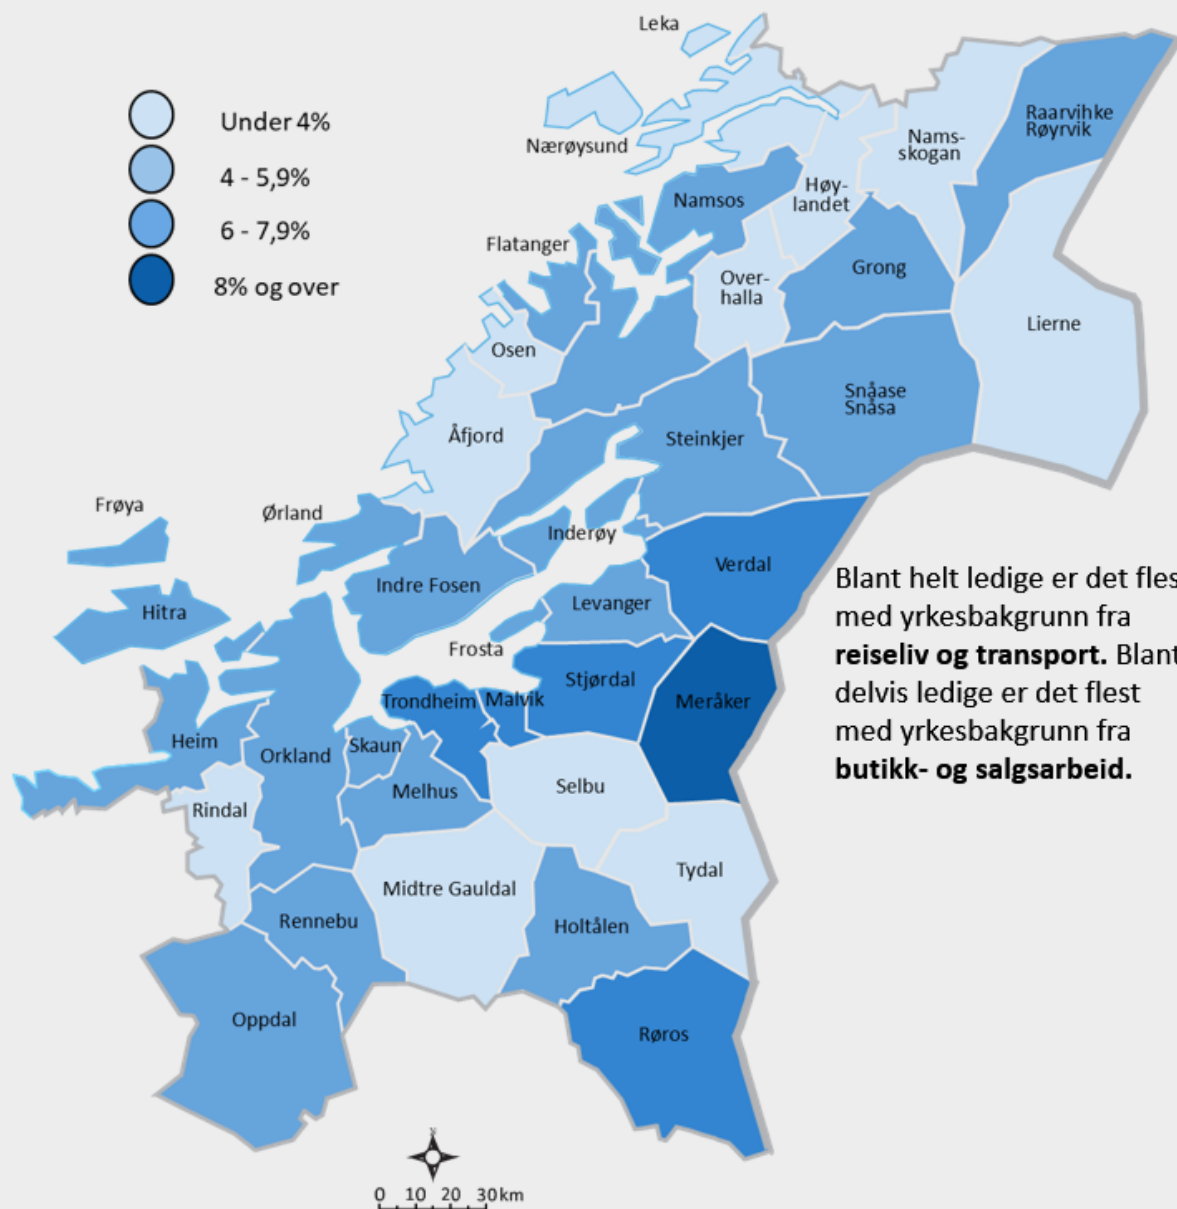 Leka
Under 4%
4 - 5,9%
6 - 7,9%
8% og over
Nærøysund
Nams-
skogan
Raarvihke
Røyrvik
Høy-
landet
Namsos
Flatanger
Grong
Over-
halla
Lierne
Osen
Snåase
Snåsa
Åfjord
Steinkjer
Frøya
Ørland
Inderøy
Verdal
Indre Fosen
Hitra
Levanger
Frosta
Stjørdal
Trondheim
Malvik
Meråker
Blant helt ledige er det fles
med yrkesbakgrunn fra
reiseliv og transport. Blant
delvis ledige er det flest
med yrkesbakgrunn fra
butikk- og salgsarbeid.
Heim
Orkland
Skaun
Melhus
Selbu
Rindal
Midtre Gauldal
Tydal
Rennebu
Holtålen
Oppdal
Røros
N
0 10 20 30 km